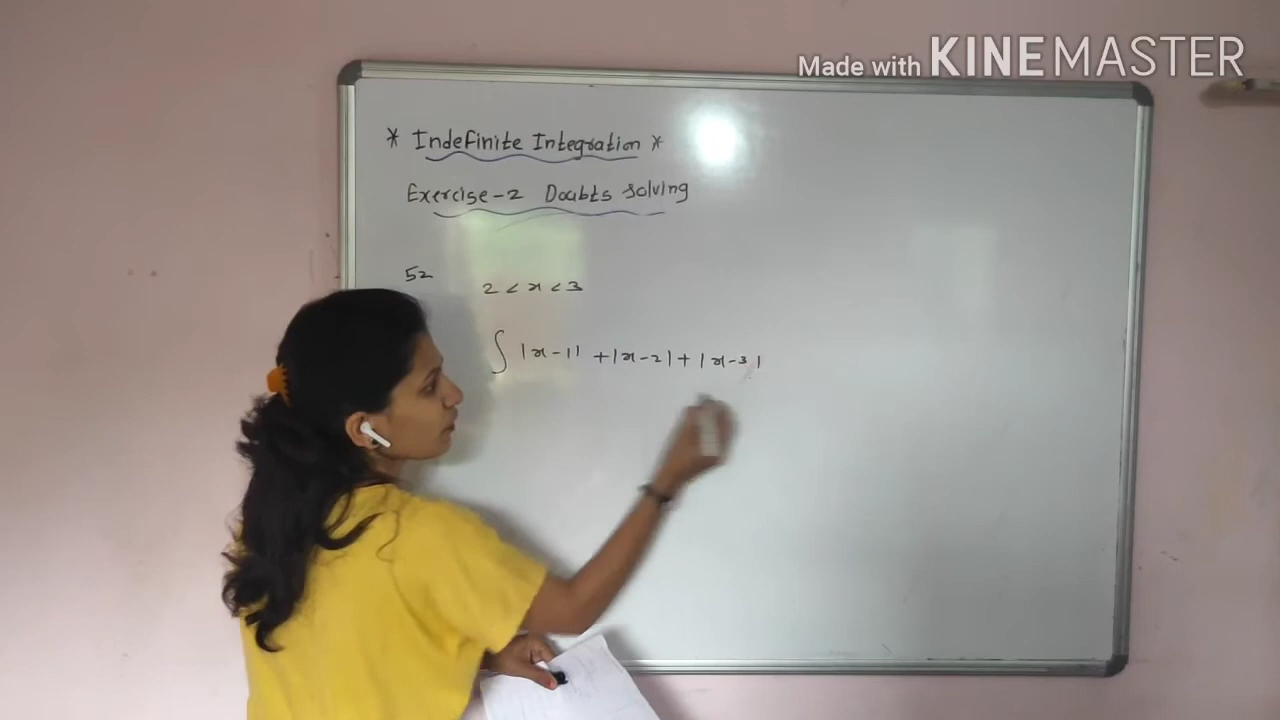 Made with KINEMASTER
* Indefinite Integration *
Exercise-2 Doubts Solving
52
2 < x < 3
∫ |x-1| + |x-2| + |x-3|